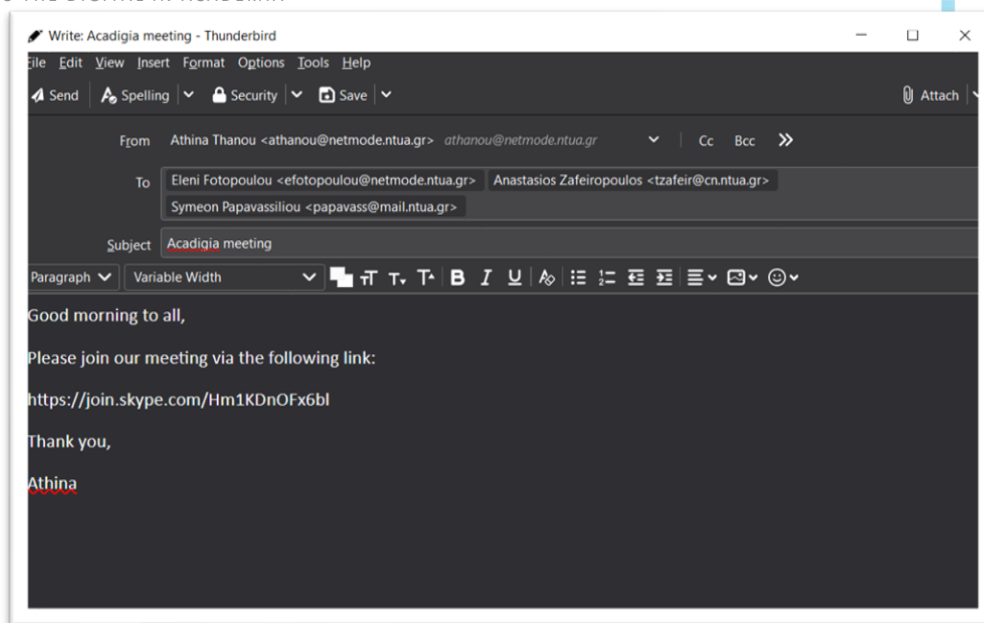 Write: Acadigia meeting - Thunderbird
File Edit View Insert Format Options Tools Help
Send Spelling Security Save Attach
From Athina Thanou <athanou@netmode.ntua.gr> athanou@netmode.ntua.gr Cc Bcc
To Eleni Fotopoulou <efotopoulou@netmode.ntua.gr> Anastasios Zafeiropoulos <tzafeir@cn.ntua.gr>
Symeon Papavassiliou <papavass@mail.ntua.gr>
Subject Acadigia meeting
Paragraph Variable Width
Good morning to all,
Please join our meeting via the following link:
https://join.skype.com/Hm1KDnOFx6bl
Thank you,
Athina